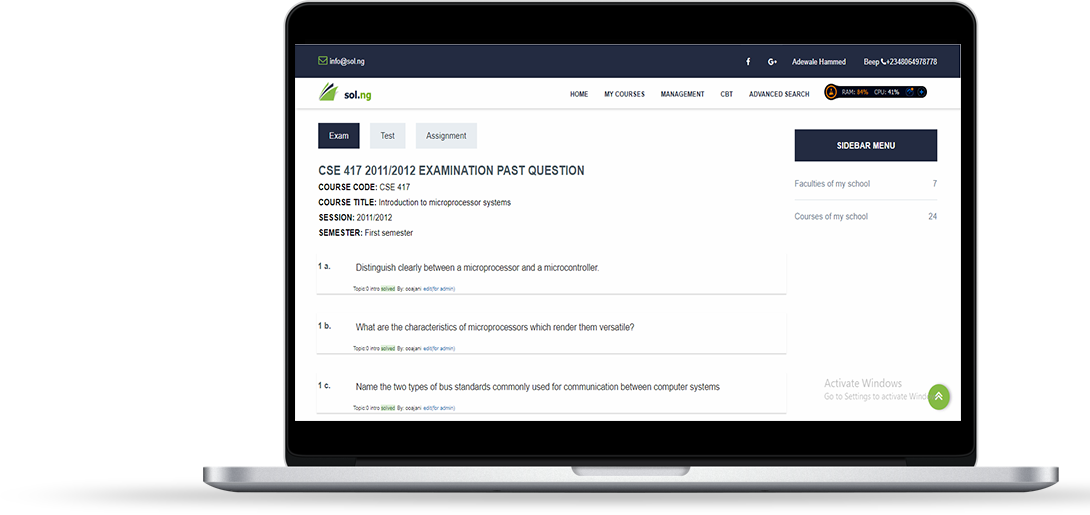 info@sol.ng
f G+ Adewale Hammed Beep +2348064978778
sol.ng
HOME MY COURSES MANAGEMENT CBT ADVANCED SEARCH
RAM: 84% CPU: 41%
Exam Test Assignment
SIDEBAR MENU
CSE 417 2011/2012 EXAMINATION PAST QUESTION
COURSE CODE: CSE 417
COURSE TITLE: Introduction to microprocessor systems
SESSION: 2011/2012
SEMESTER: First semester
Faculties of my school 7
Courses of my school 24
1 a. Distinguish clearly between a microprocessor and a microcontroller.
Topic:0 intro solved By: ooajani edit(for admin)
1 b. What are the characteristics of microprocessors which render them versatile?
Topic:0 intro solved By: ooajani edit(for admin)
1 c. Name the two types of bus standards commonly used for communication between computer systems
Topic:0 intro solved By: ooajani edit(for admin)
Activate Windows
Go to Settings to activate Wind